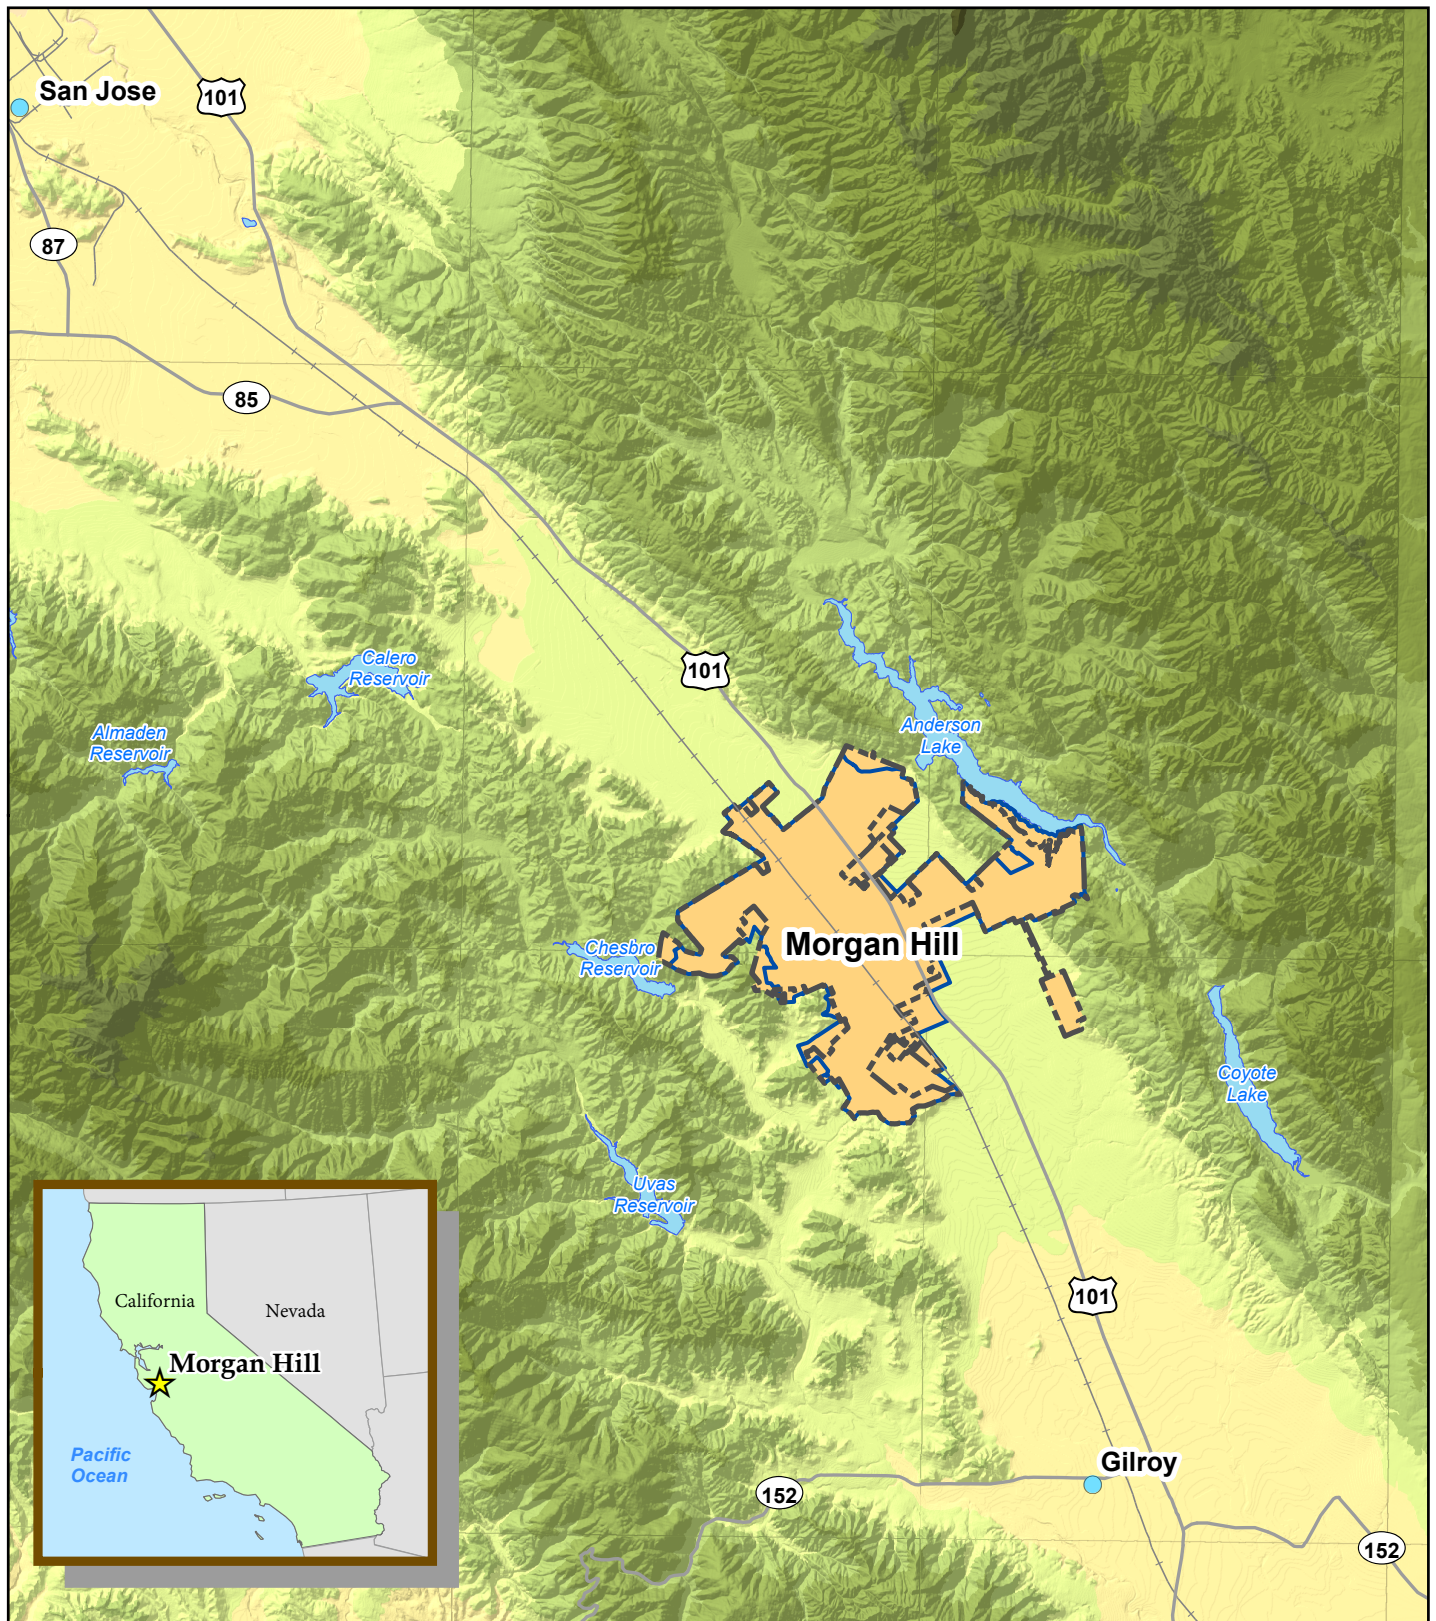 San Jose
101
87
85
Calero
Reservoir
101
Almaden
Reservoir
Anderson
Lake
Morgan Hill
Chesbro
Reservoir
Coyote
Lake
Uvas
Reservoir
101
California
Nevada
Morgan Hill
Pacific
Ocean
Gilroy
152
152